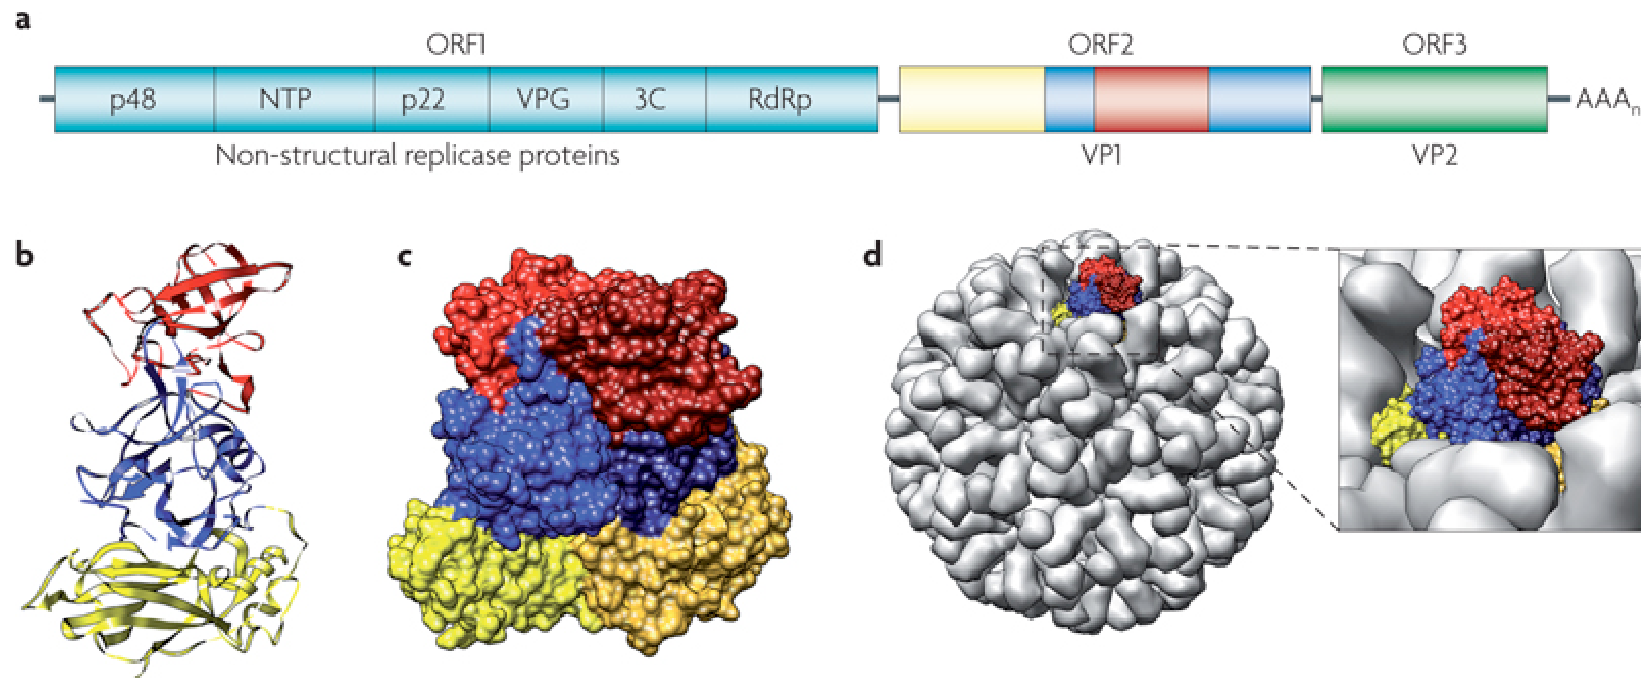 a
ORF1 ORF2 ORF3
p48 NTP p22 VPG 3C RdRp AAAn
Non-structural replicase proteins VP1 VP2
b c d